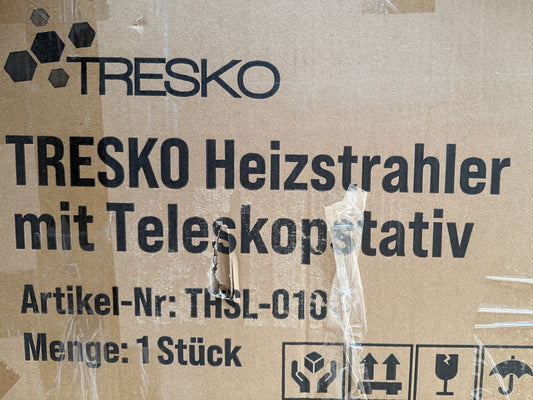 TRESKO
TRESKO Heizstrahler
mit Teleskopstativ
Artikel-Nr: THSL-010
Menge: 1 Stück